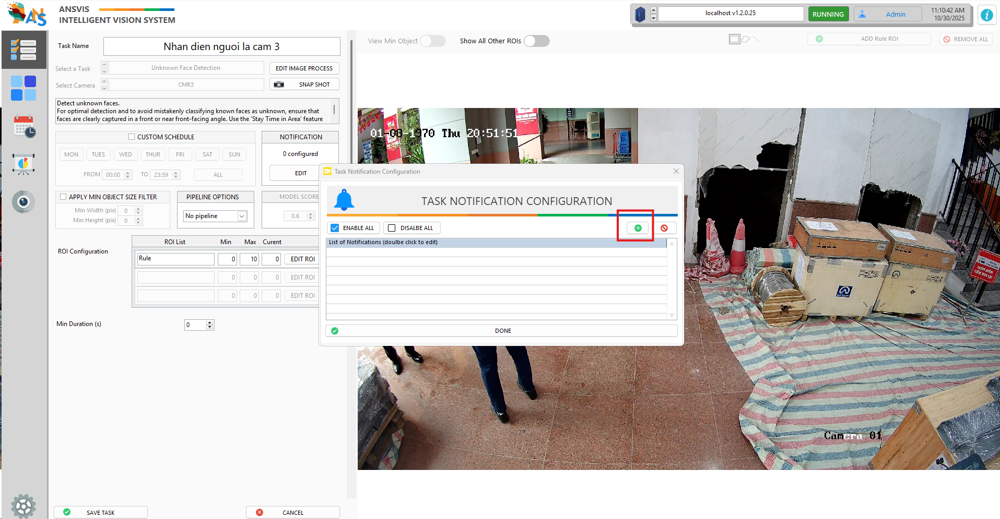 ANSVIS
INTELLIGENT VISION SYSTEM
ANS
localhost v1.2.0.25
RUNNING
Admin
11:10:42 AM
10/30/2025
Task Name
Nhan dien nguoi la cam 3
Select a Task
Unknown Face Detection
EDIT IMAGE PROCESS
Select Camera
CMR3
SNAP SHOT
Detect unknown faces.
For optimal detection and to avoid mistakenly classifying known faces as unknown, ensure that
faces are clearly captured in a front or near front-facing angle. Use the 'Stay Time in Area' feature
CUSTOM SCHEDULE
MON TUES WED THUR FRI SAT SUN
FROM 00:00 TO 23:59 ALL
NOTIFICATION
0 configured
EDIT
APPLY MIN OBJECT SIZE FILTER
Min Width (pix) 0
Min Height (pix) 0
PIPELINE OPTIONS
No pipeline
MODEL SCORE
0.6
ROI Configuration
ROI List Min Max Curent
Rule 0 10 0 EDIT ROI
0 0 0 EDIT ROI
0 0 0 EDIT ROI
Min Duration (s) 0
SAVE TASK
CANCEL
View Min Object
Show All Other ROIs
ADD Rule ROI
REMOVE ALL
01-08-1970 Thu 20:51:51
Task Notification Configuration
TASK NOTIFICATION CONFIGURATION
ENABLE ALL
DISALBE ALL
List of Notifications (doulbe click to edit)
DONE
NGUY HIỂM
CẤM QUA LẠI
Camera 01